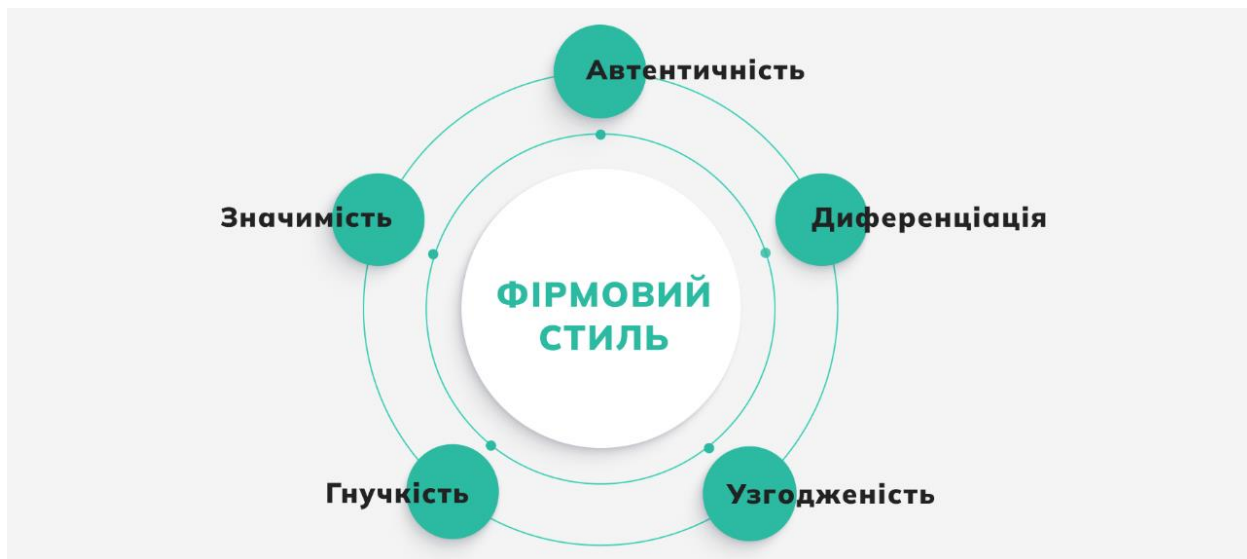 Автентичність
Значимість
Диференціація
ФІРМОВИЙ
СТИЛЬ
Гнучкість
Узгодженість